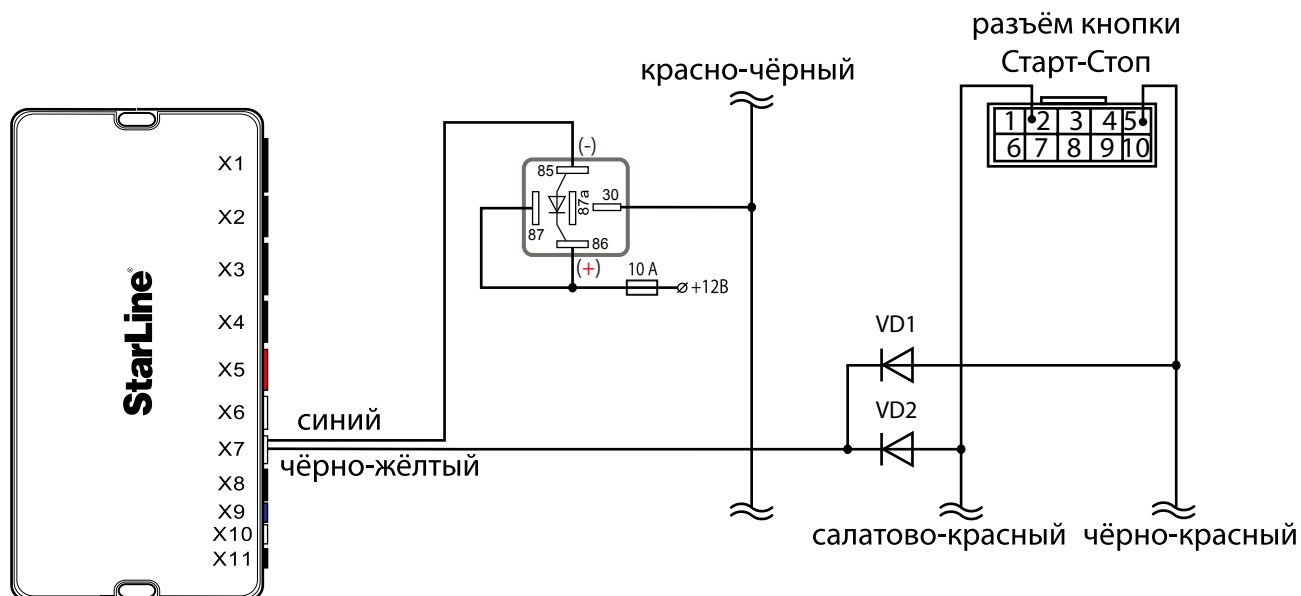 разъём кнопки
Старт-Стоп
красно-чёрный
1 2 3 4 5
6 7 8 9 10
(-)
85
87a
30
87
86
(+)
10 А
+12В
X1
X2
X3
X4
X5
X6
X7
X8
X9
X10
X11
StarLine®
синий
чёрно-жёлтый
VD1
VD2
салатово-красный
чёрно-красный